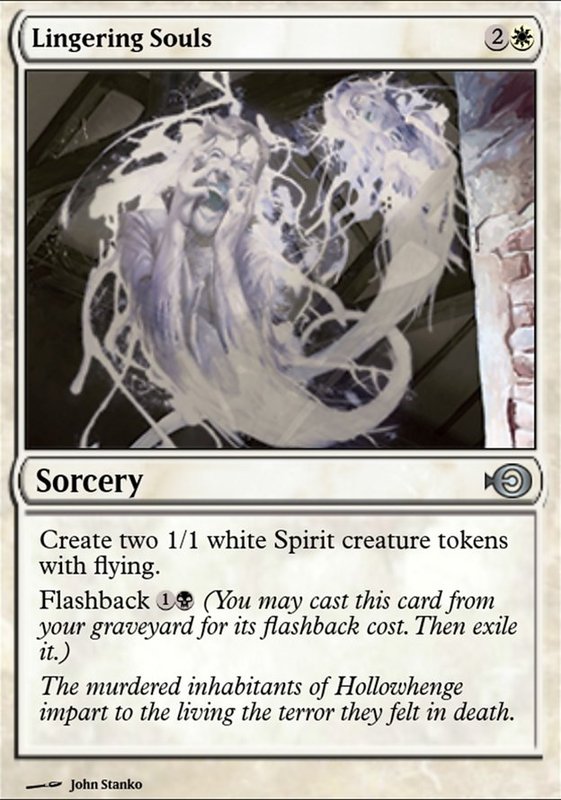 Lingering Souls 2
Sorcery
Create two 1/1 white Spirit creature tokens
with flying.
Flashback 1 (You may cast this card from
your graveyard for its flashback cost. Then exile
it.)
The murdered inhabitants of Hollowhenge
impart to the living the terror they felt in death.
John Stanko